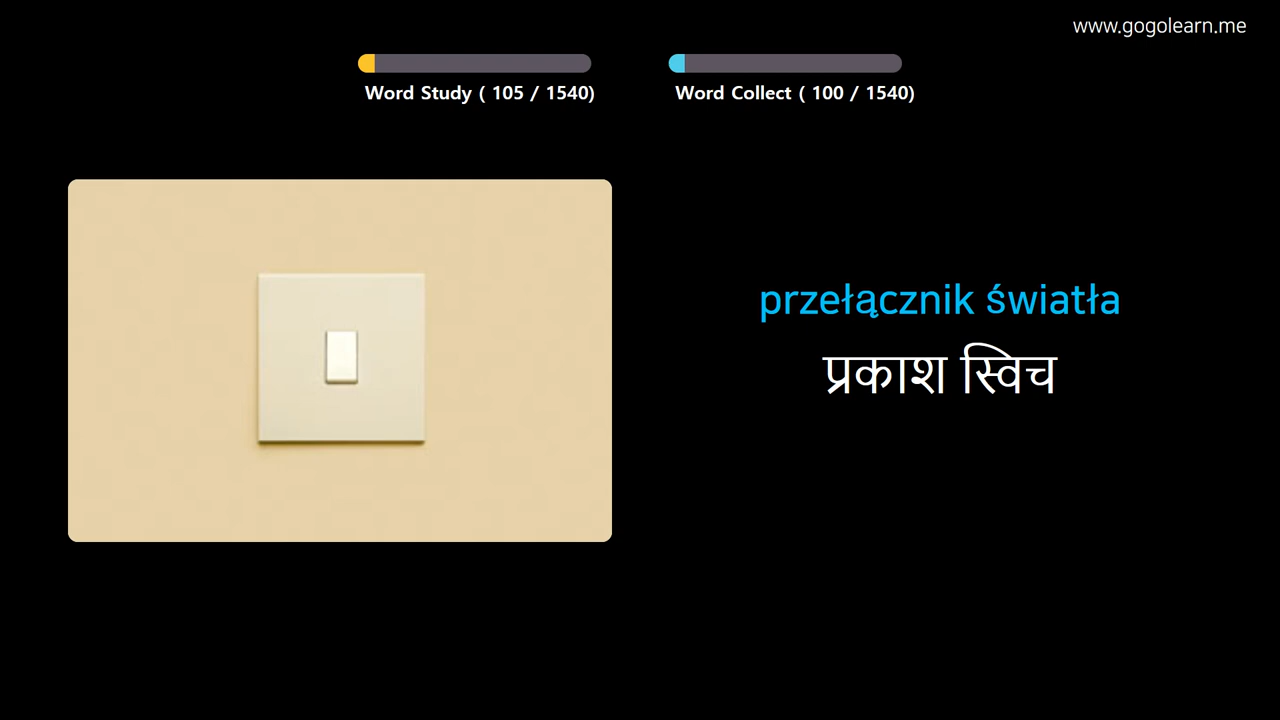 www.gogolearn.me
Word Study ( 105 / 1540)
Word Collect ( 100 / 1540)
przełącznik światła
प्रकाश स्विच